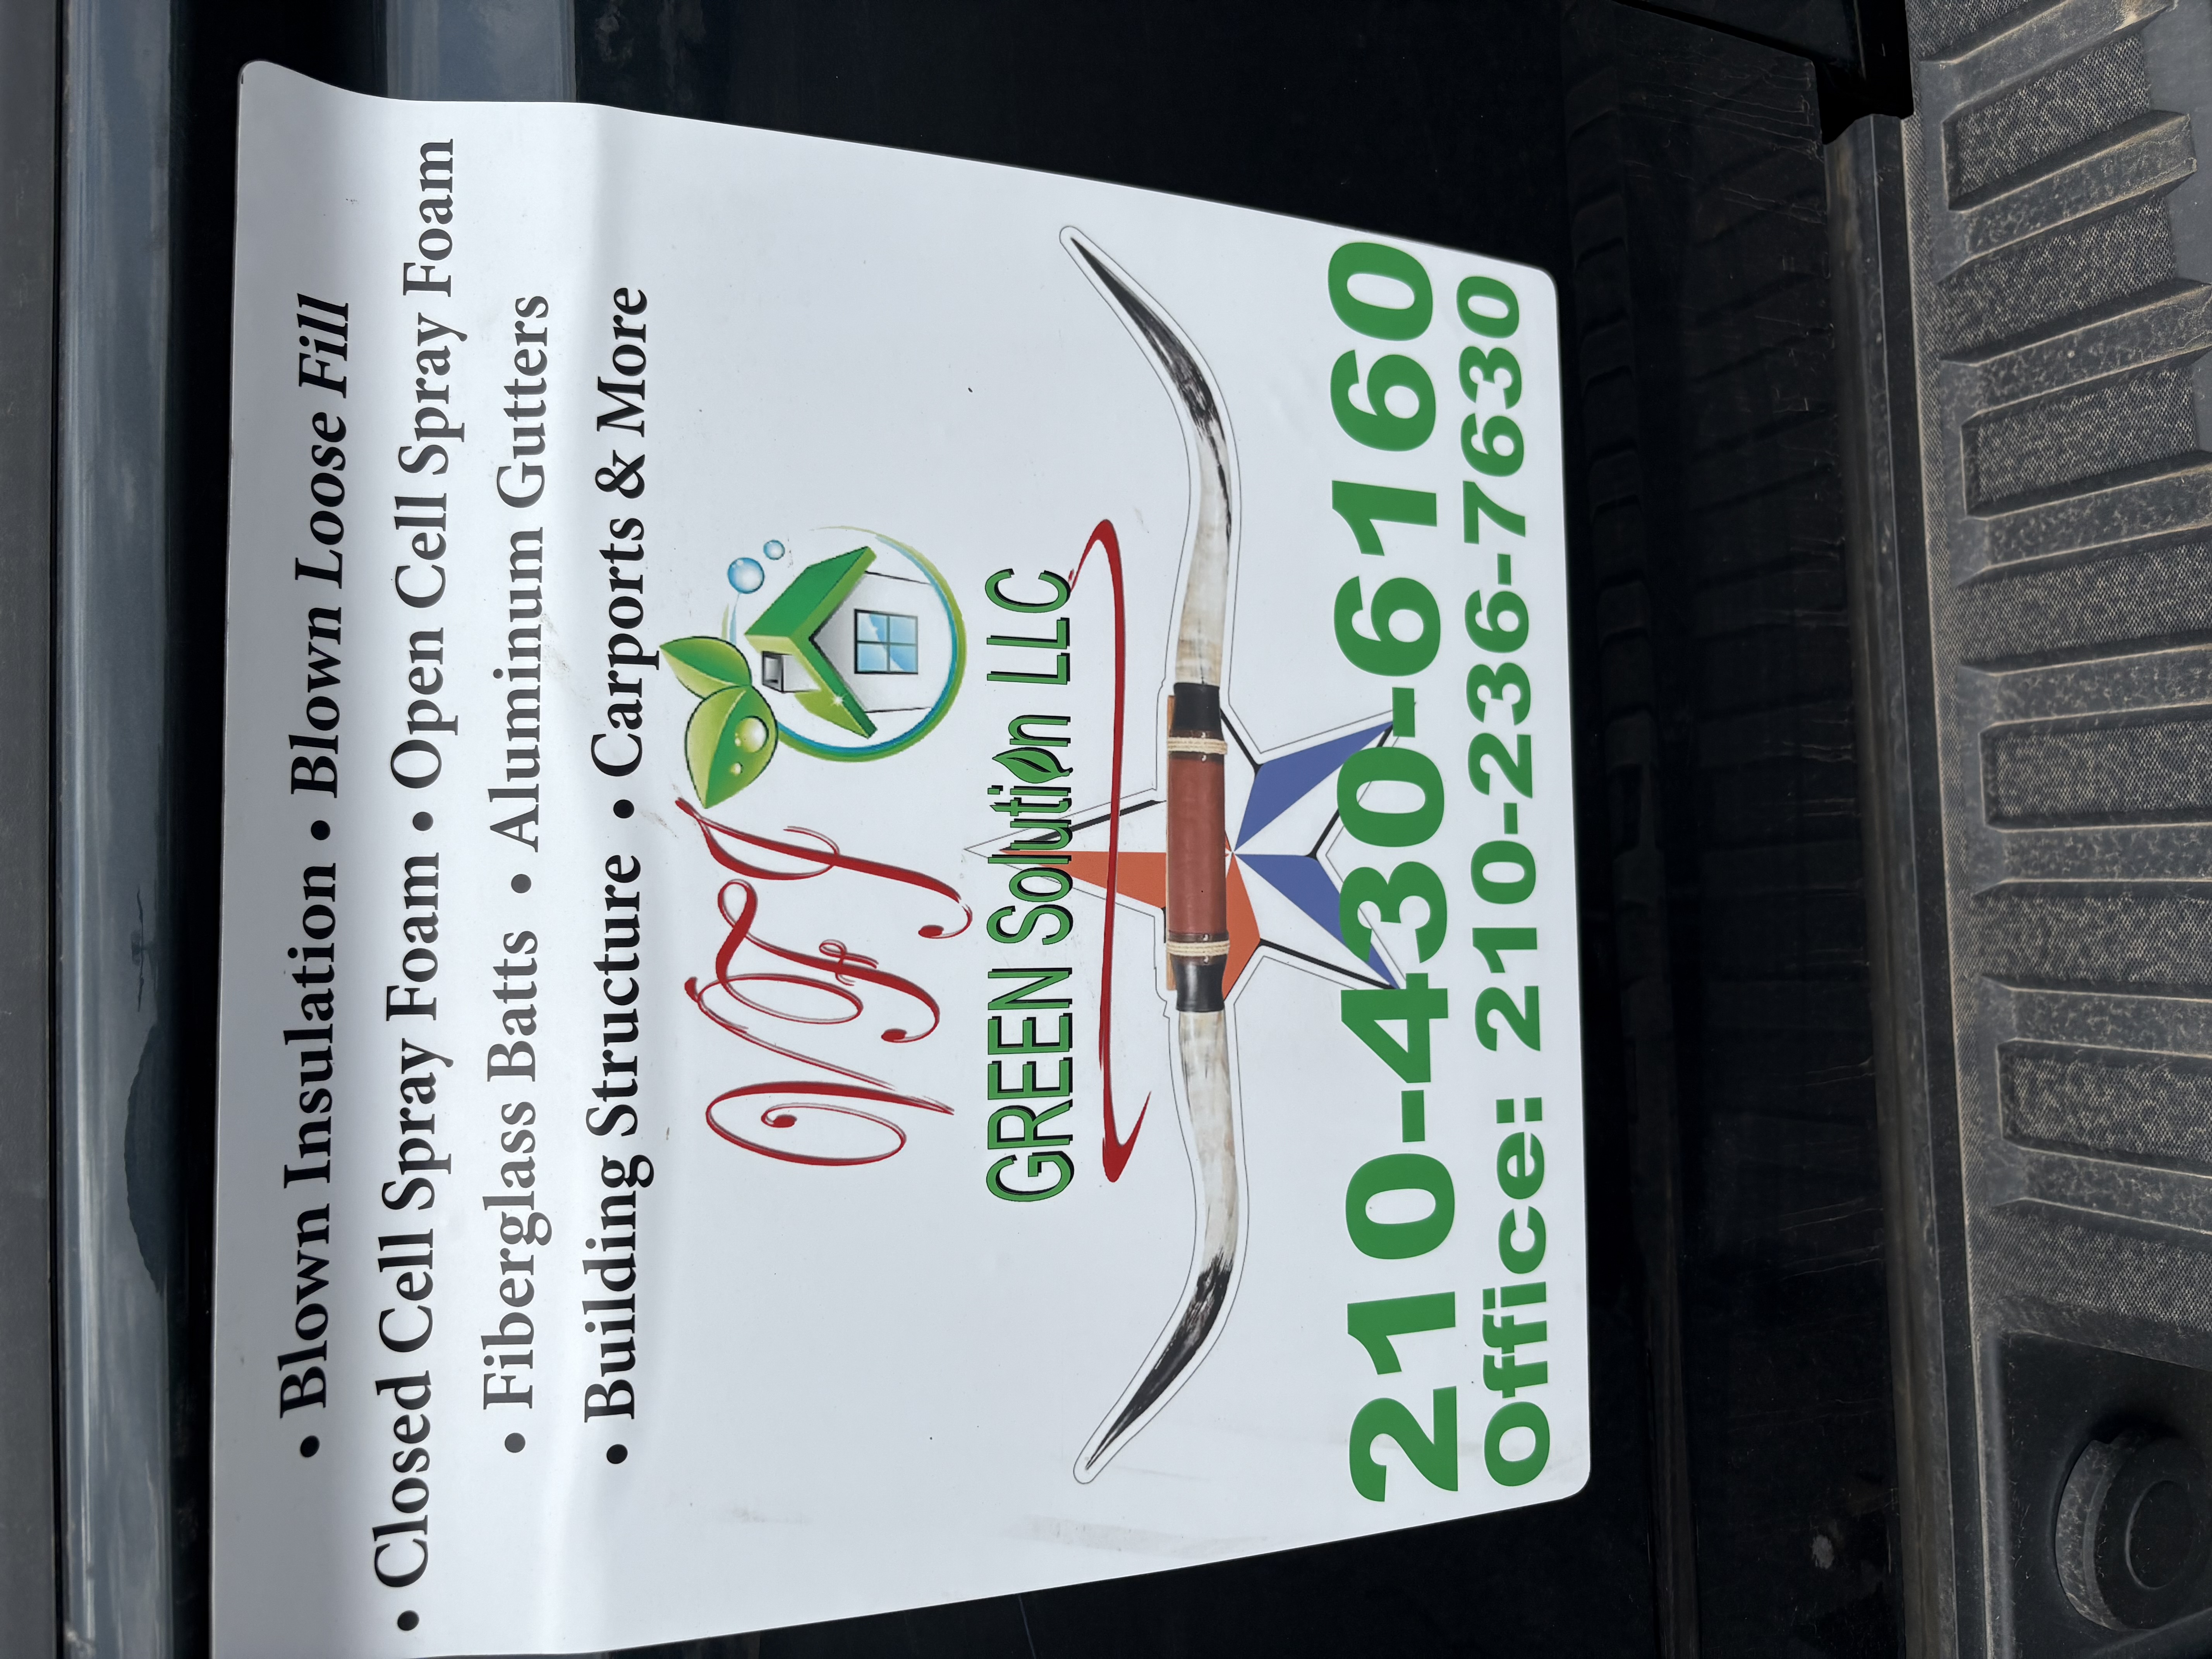 • Blown Insulation • Blown Loose Fill
• Closed Cell Spray Foam • Open Cell Spray Foam
• Fiberglass Batts • Aluminum Gutters
• Building Structure • Carports & More
GREEN Solution LLC
210-430-6160
Office: 210-236-7630